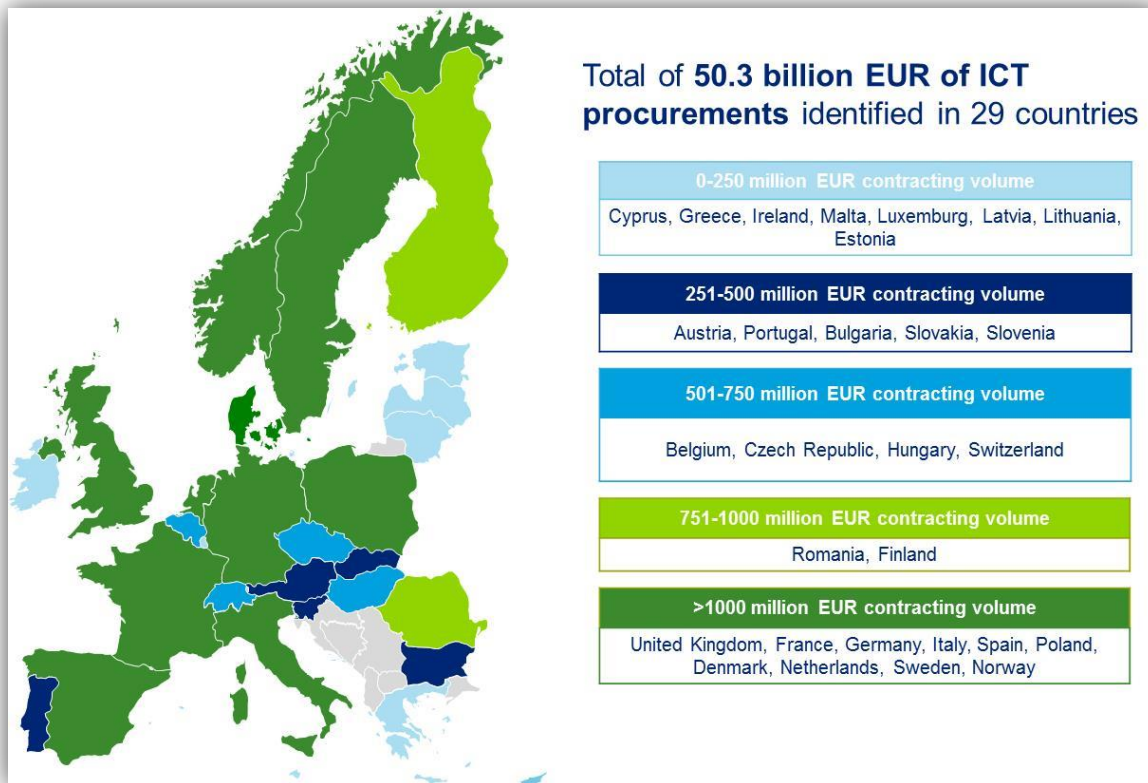 Total of 50.3 billion EUR of ICT
procurements identified in 29 countries
0-250 million EUR contracting volume
Cyprus, Greece, Ireland, Malta, Luxemburg, Latvia, Lithuania,
Estonia
251-500 million EUR contracting volume
Austria, Portugal, Bulgaria, Slovakia, Slovenia
501-750 million EUR contracting volume
Belgium, Czech Republic, Hungary, Switzerland
751-1000 million EUR contracting volume
Romania, Finland
>1000 million EUR contracting volume
United Kingdom, France, Germany, Italy, Spain, Poland,
Denmark, Netherlands, Sweden, Norway